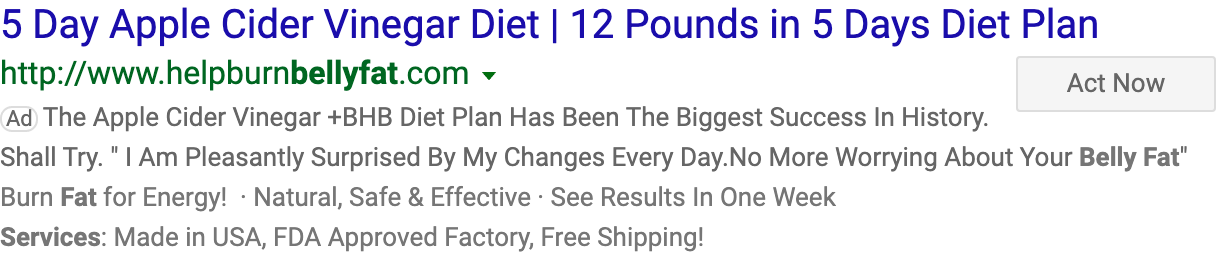 5 Day Apple Cider Vinegar Diet | 12 Pounds in 5 Days Diet Plan
http://www.helpburnbellyfat.com
Act Now
Ad The Apple Cider Vinegar +BHB Diet Plan Has Been The Biggest Success In History.
Shall Try. " I Am Pleasantly Surprised By My Changes Every Day.No More Worrying About Your Belly Fat"
Burn Fat for Energy! · Natural, Safe & Effective · See Results In One Week
Services: Made in USA, FDA Approved Factory, Free Shipping!